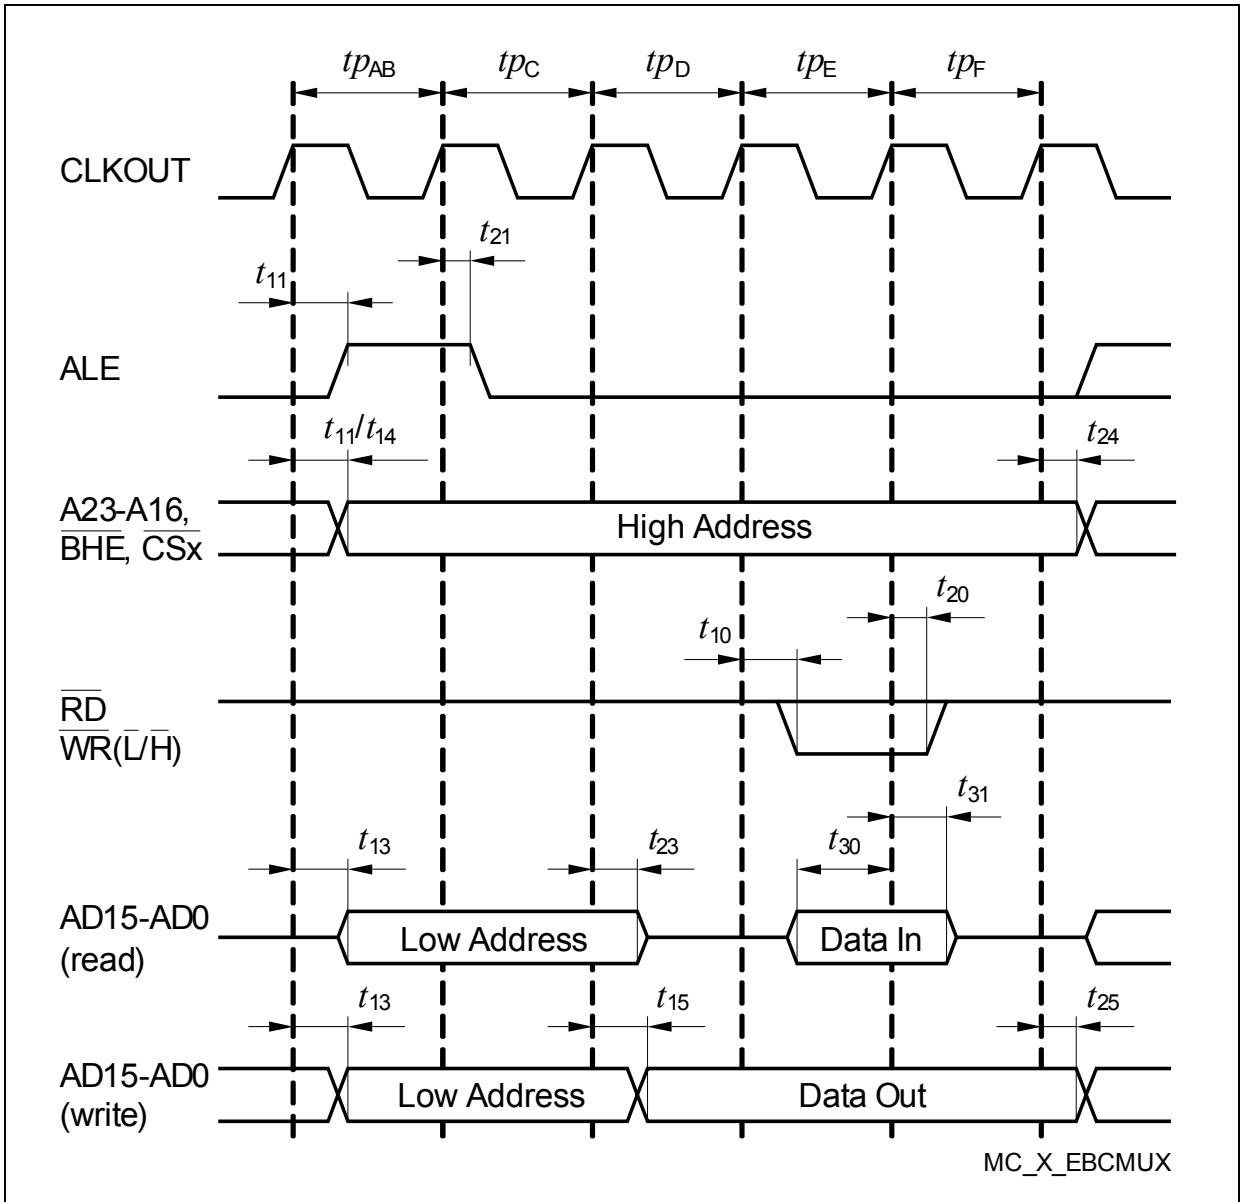 tpAB tpC tpD tpE tpF
CLKOUT
t21
t11
ALE
t11/t14 t24
A23-A16,
BHE, CSx
High Address
t20
t10
RD
WR(L/H)
t31
t13 t23 t30
AD15-AD0
(read)
Low Address Data In
t13 t15 t25
AD15-AD0
(write)
Low Address Data Out
MC_X_EBCMUX